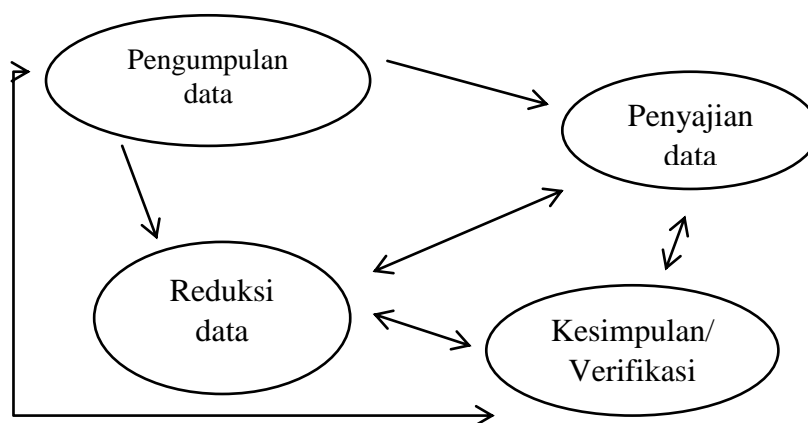 Pengumpulan
data
Penyajian
data
Reduksi
data
Kesimpulan/
Verifikasi